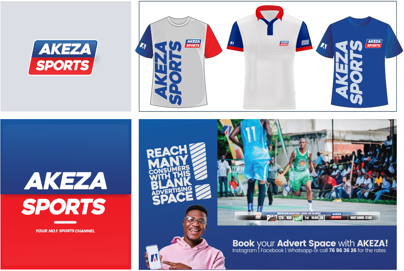 AKEZA
SPORTS
AKEZA
SPORTS
AKEZA
SPORTS
AKEZA
SPORTS
AKEZA
SPORTS
AKEZA
SPORTS
AKEZA
SPORTS
YOUR NO.1 SPORTS CHANNEL
REACH
MANY
CONSUMERS
WITH THIS
BLANK
ADVERTISING
SPACE
11
Book your Advert Space with AKEZA!
Instagram | Facebook | Whatsapp or call 76 96 36 26 for the rates